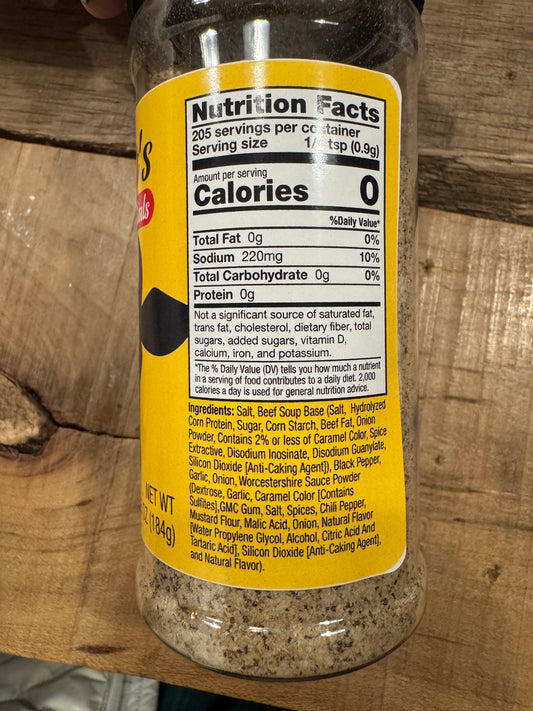 's
als
Nutrition Facts
205 servings per container
Serving size 1/ tsp (0.9g)
Amount per serving
Calories 0
%Daily Value*
Total Fat 0g 0%
Sodium 220mg 10%
Total Carbohydrate 0g 0%
Protein 0g
Not a significant source of saturated fat,
trans fat, cholesterol, dietary fiber, total
sugars, added sugars, vitamin D,
calcium, iron, and potassium.
*The % Daily Value (DV) tells you how much a nutrient
in a serving of food contributes to a daily diet. 2,000
calories a day is used for general nutrition advice.
Ingredients: Salt, Beef Soup Base (Salt, Hydrolyzed
Corn Protein, Sugar, Corn Starch, Beef Fat, Onion
Powder, Contains 2% or less of Caramel Color, Spice
Extractive, Disodium Inosinate, Disodium Guanylate,
Silicon Dioxide [Anti-Caking Agent]), Black Pepper,
Garlic, Onion, Worcestershire Sauce Powder
(Dextrose, Garlic, Caramel Color [Contains
Sulfites],GMC Gum, Salt, Spices, Chili Pepper,
Mustard Flour, Malic Acid, Onion, Natural Flavor
[Water Propylene Glycol, Alcohol, Citric Acid And
Tartaric Acid], Silicon Dioxide [Anti-Caking Agent],
and Natural Flavor).
NET WT
oz (184g)